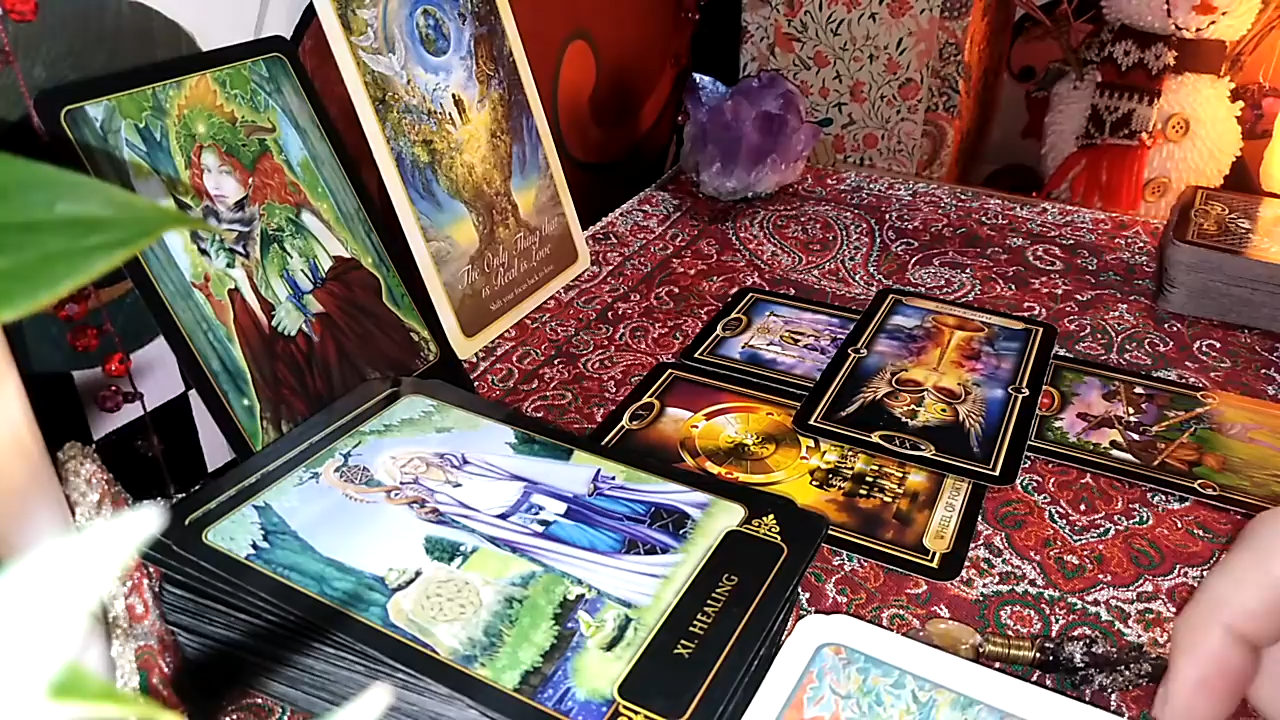 The Only Thing that
is Real is Love
Shift your focus back to love.
VII
X
WHEEL OF FORTUNE
XX
XI. HEALING